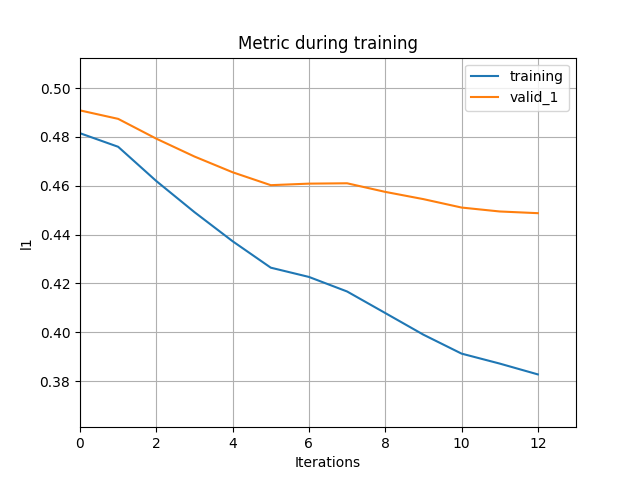 Metric during training
training
valid_1
0.50
0.48
0.46
0.44
0.42
0.40
0.38
l1
0 2 4 6 8 10 12
Iterations